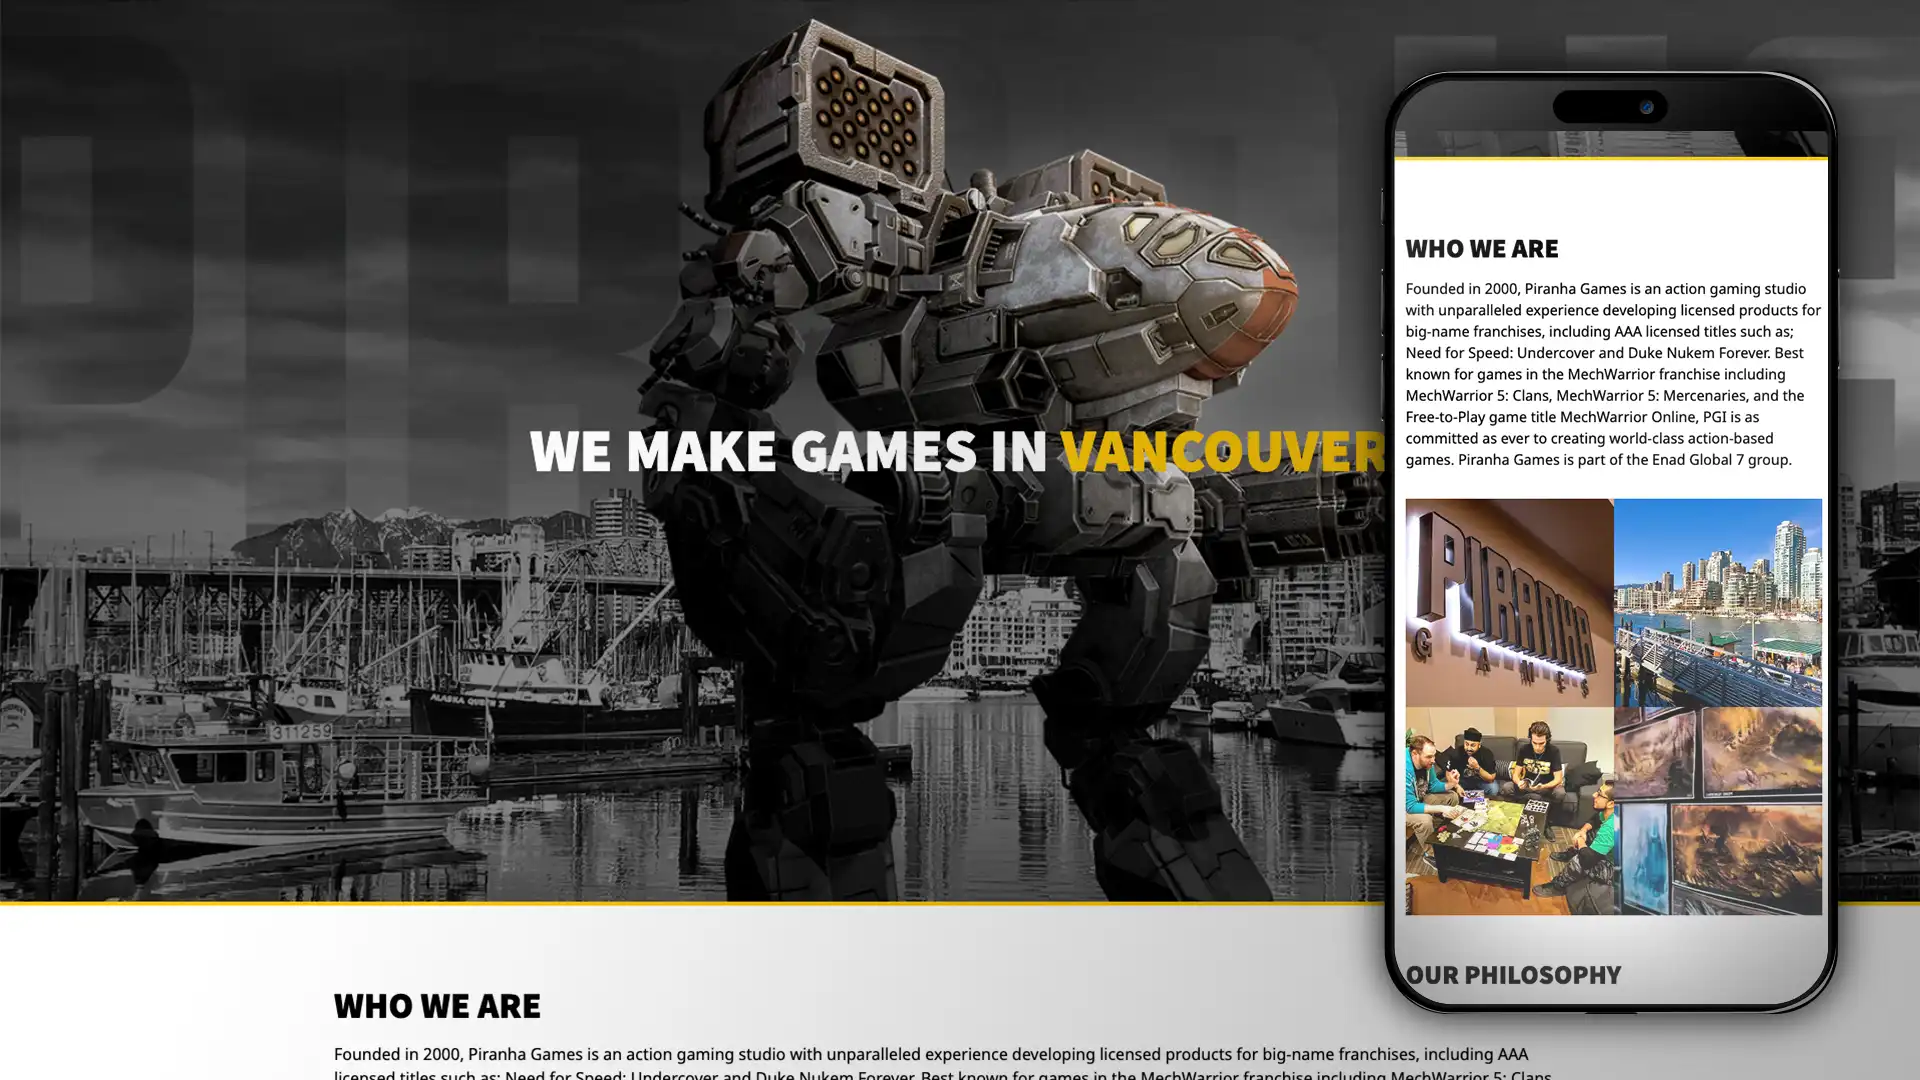 WE MAKE GAMES IN VANCOUVER
311259
WHO WE ARE
Founded in 2000, Piranha Games is an action gaming studio with unparalleled experience developing licensed products for big-name franchises, including AAA
licensed titles such as; Need for Speed: Undercover and Duke Nukem Forever. Best known for games in the MechWarrior franchise including MechWarrior 5: Clans,
WHO WE ARE
Founded in 2000, Piranha Games is an action gaming studio
with unparalleled experience developing licensed products for
big-name franchises, including AAA licensed titles such as;
Need for Speed: Undercover and Duke Nukem Forever. Best
known for games in the MechWarrior franchise including
MechWarrior 5: Clans, MechWarrior 5: Mercenaries, and the
Free-to-Play game title MechWarrior Online, PGI is as
committed as ever to creating world-class action-based
games. Piranha Games is part of the Enad Global 7 group.
PIRANHA
GAMES
OUR PHILOSOPHY